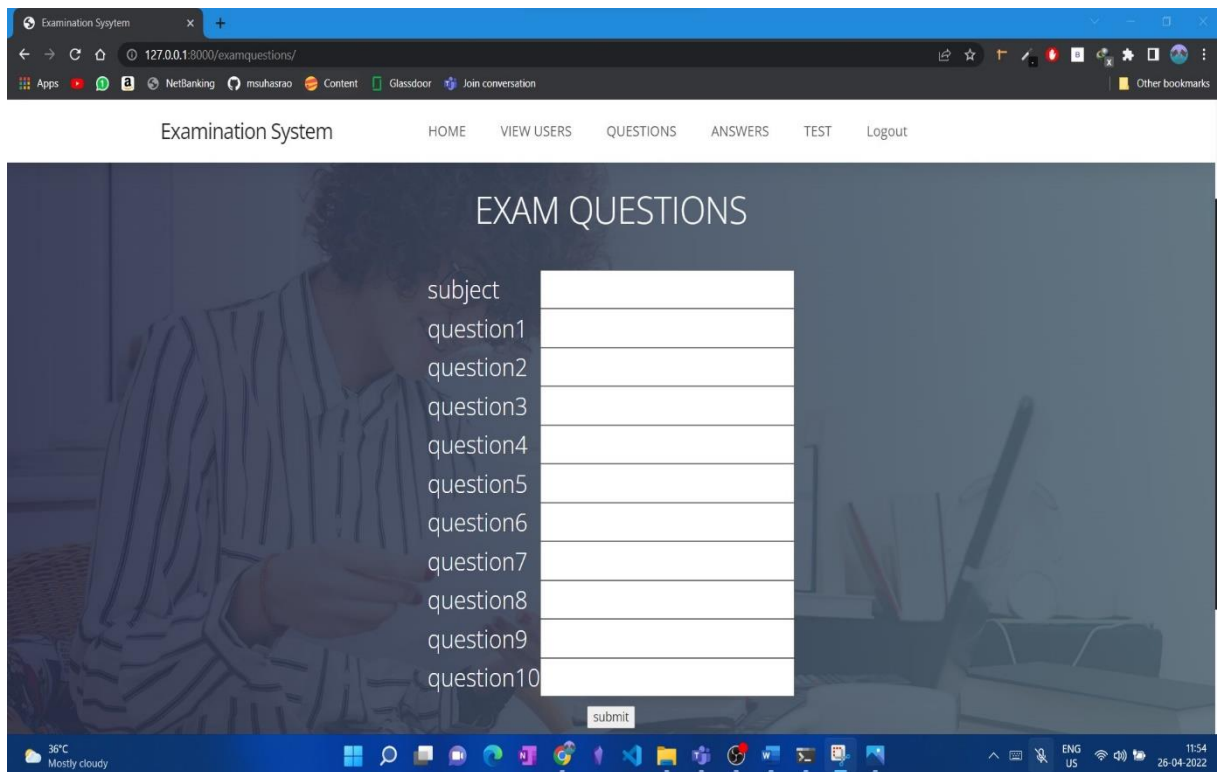 Examination Sysytem
127.0.0.1:8000/examquestions/
Apps NetBanking msuhasrao Content Glassdoor Join conversation Other bookmarks
Examination System HOME VIEW USERS QUESTIONS ANSWERS TEST Logout
EXAM QUESTIONS
subject
question1
question2
question3
question4
question5
question6
question7
question8
question9
question10
submit
36°C
Mostly cloudy
ENG
US
11:54
26-04-2022